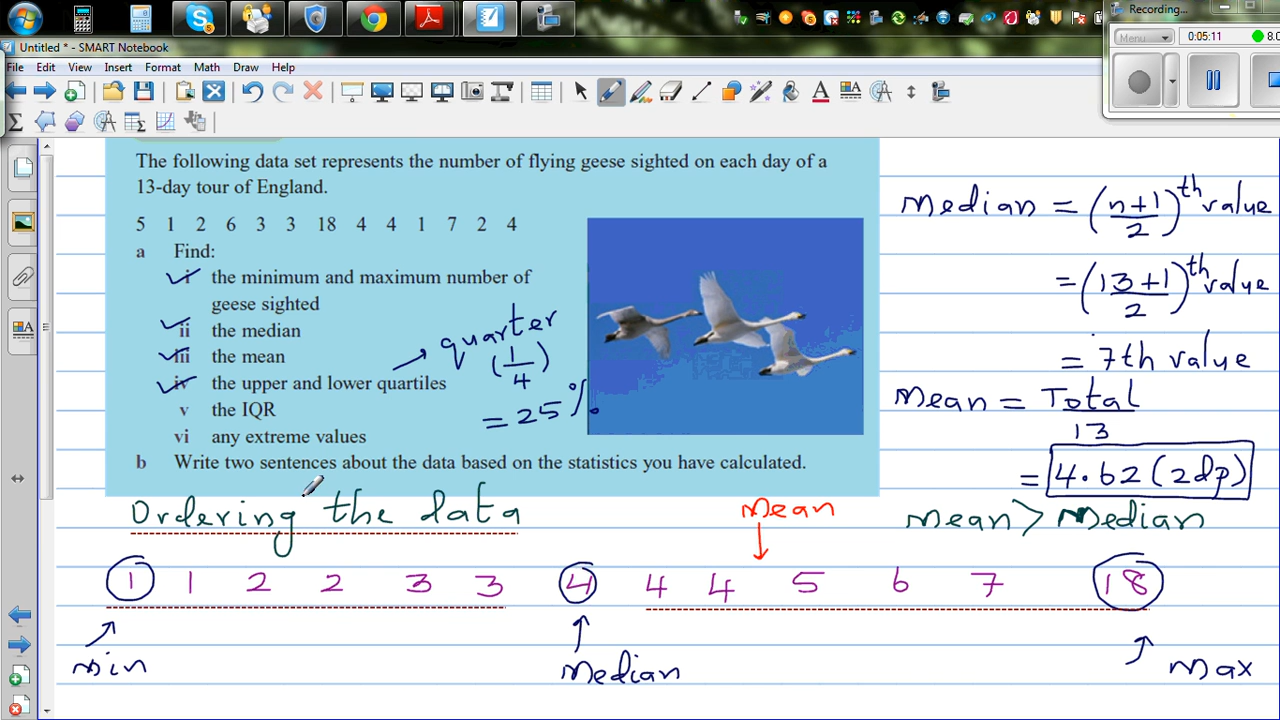 Recording...
Untitled * - SMART Notebook
Menu
0:05:11
8.0
File Edit View Insert Format Math Draw Help
The following data set represents the number of flying geese sighted on each day of a
13-day tour of England.
5 1 2 6 3 3 18 4 4 1 7 2 4
a Find:
i the minimum and maximum number of
geese sighted
ii the median
iii the mean
iv the upper and lower quartiles
v the IQR
vi any extreme values
b Write two sentences about the data based on the statistics you have calculated.
quarter
(1/4)
= 25%
Median = (n+1/2)th value
= (13+1/2)th value
= 7th value
Mean = Total/13
= 4.62 (2dp)
Mean > Median
Ordering the data
Mean
1 1 2 2 3 3 4 4 4 5 6 7 18
Min
Median
Max